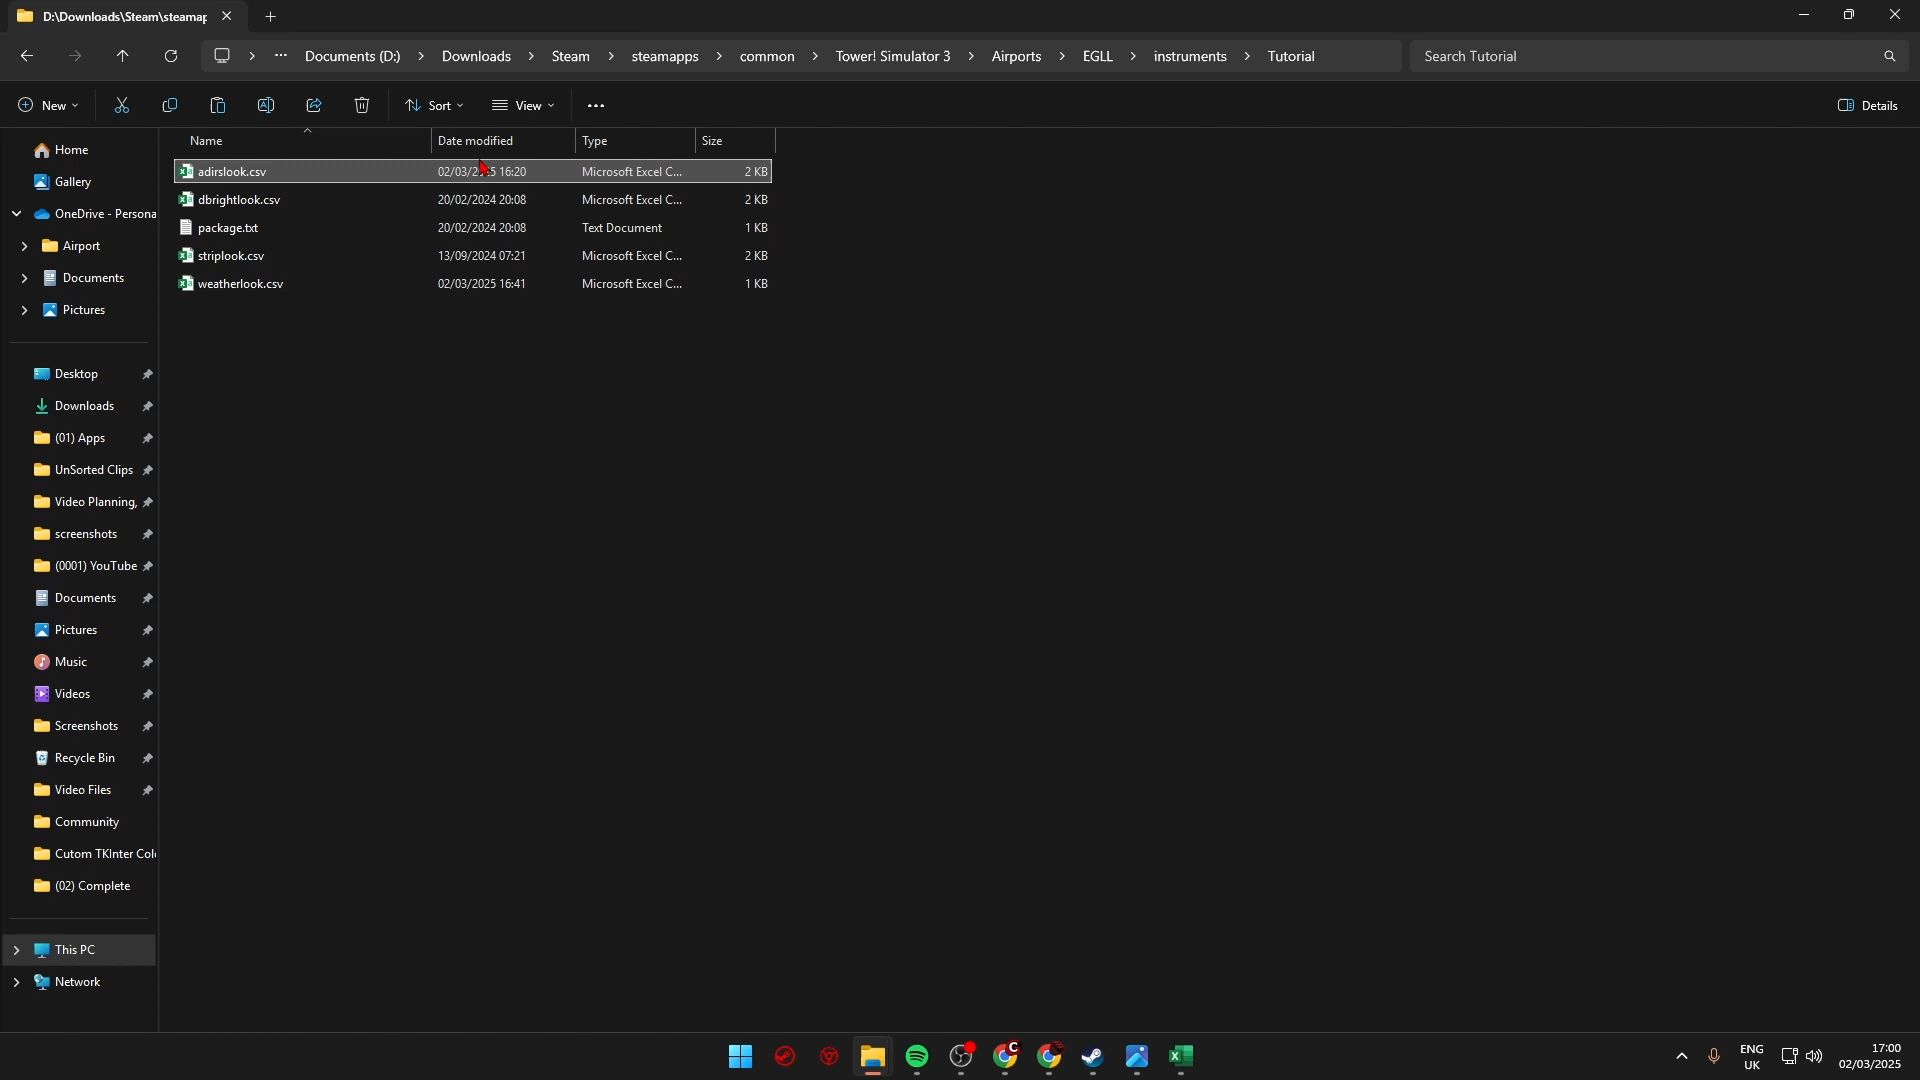 D:\Downloads\Steam\steamap
Documents (D:) > Downloads > Steam > steamapps > common > Tower! Simulator 3 > Airports > EGLL > instruments > Tutorial
Search Tutorial
New
Sort
View
Details
Name Date modified Type Size
adirslook.csv 16:20 Microsoft Excel C... 2 KB
dbrightlook.csv 20/02/2024 20:08 Microsoft Excel C... 2 KB
package.txt 20/02/2024 20:08 Text Document 1 KB
striplook.csv 13/09/2024 07:21 Microsoft Excel C... 2 KB
weatherlook.csv 02/03/2025 16:41 Microsoft Excel C... 1 KB
Home
Gallery
OneDrive - Persona
Airport
Documents
Pictures
Desktop
Downloads
(01) Apps
UnSorted Clips
Video Planning,
screenshots
(0001) YouTube
Documents
Pictures
Music
Videos
Screenshots
Recycle Bin
Video Files
Community
Cutom TKInter Col
(02) Complete
This PC
Network
ENG
UK
17:00
02/03/2025